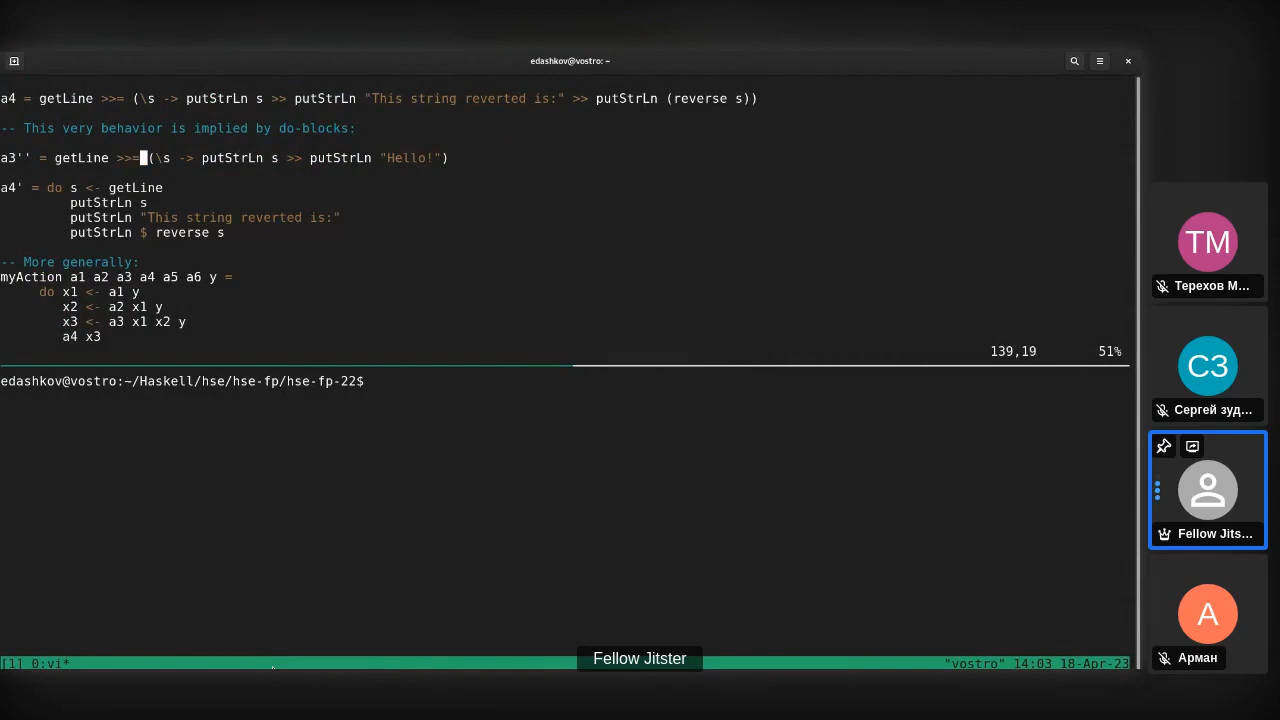 edashkov@vostro: ~
a4 = getLine >>= (\s -> putStrLn s >> putStrLn "This string reverted is:" >> putStrLn (reverse s))
-- This very behavior is implied by do-blocks:
a3'' = getLine >>= (\s -> putStrLn s >> putStrLn "Hello!")
a4' = do s <- getLine
         putStrLn s
         putStrLn "This string reverted is:"
         putStrLn $ reverse s
-- More generally:
myAction a1 a2 a3 a4 a5 a6 y =
     do x1 <- a1 y
        x2 <- a2 x1 y
        x3 <- a3 x1 x2 y
        a4 x3
139,19 51%
edashkov@vostro:~/Haskell/hse/hse-fp/hse-fp-22$
[1] 0:vi* "vostro" 14:03 18-Apr-23
Fellow Jitster
TM
Терехов М...
СЗ
Сергей зуд...
Fellow Jits...
А
Арман